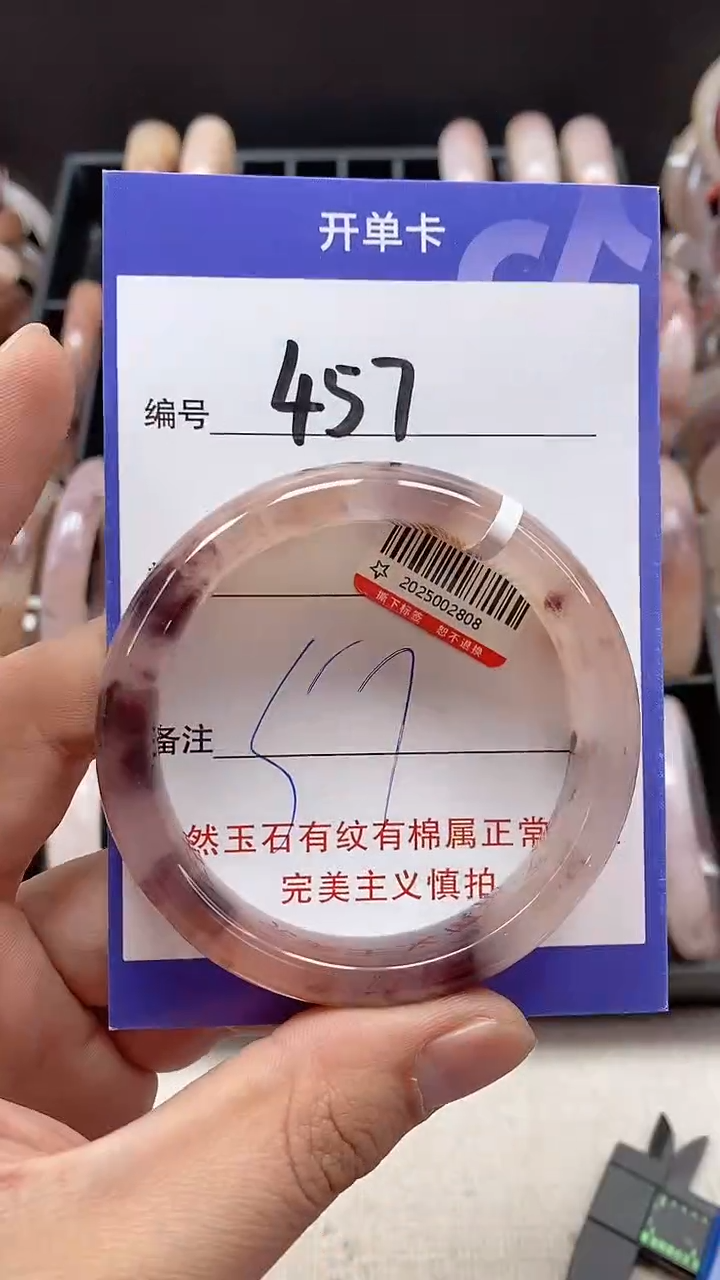 开单卡
编号 457
2025002808
撕下标签 恕不退换
备注 57
然玉石有纹有棉属正常
完美主义慎拍